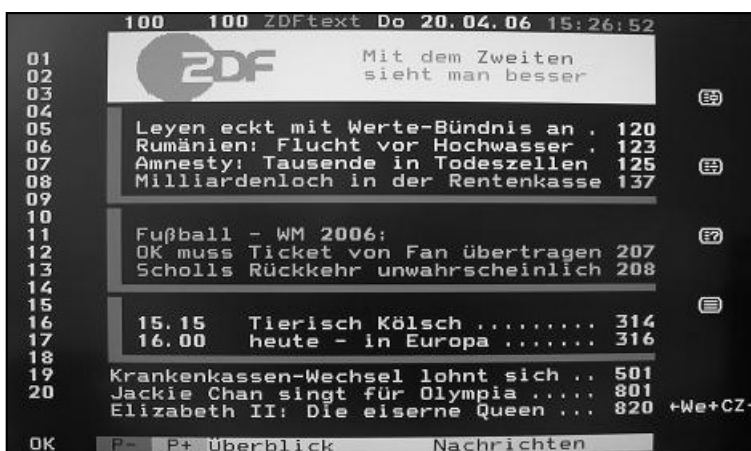 100 100 ZDFtext Do 20.04.06 15:26:52
01
02
03
04
05
06
07
08
09
10
11
12
13
14
15
16
17
18
19
20
OK
ZDF
Mit dem Zweiten
sieht man besser
Leyen eckt mit Werte-Bündnis an . 120
Rumänien: Flucht vor Hochwasser . 123
Amnesty: Tausende in Todeszellen 125
Milliardenloch in der Rentenkasse 137
Fußball - WM 2006:
OK muss Ticket von Fan übertragen 207
Scholls Rückkehr unwahrscheinlich 208
15.15 Tierisch Kölsch ......... 314
16.00 heute - in Europa ....... 316
Krankenkassen-Wechsel lohnt sich .. 501
Jackie Chan singt für Olympia ..... 801
Elizabeth II: Die eiserne Queen ... 820
←We+CZ→
P- P+ Überblick Nachrichten